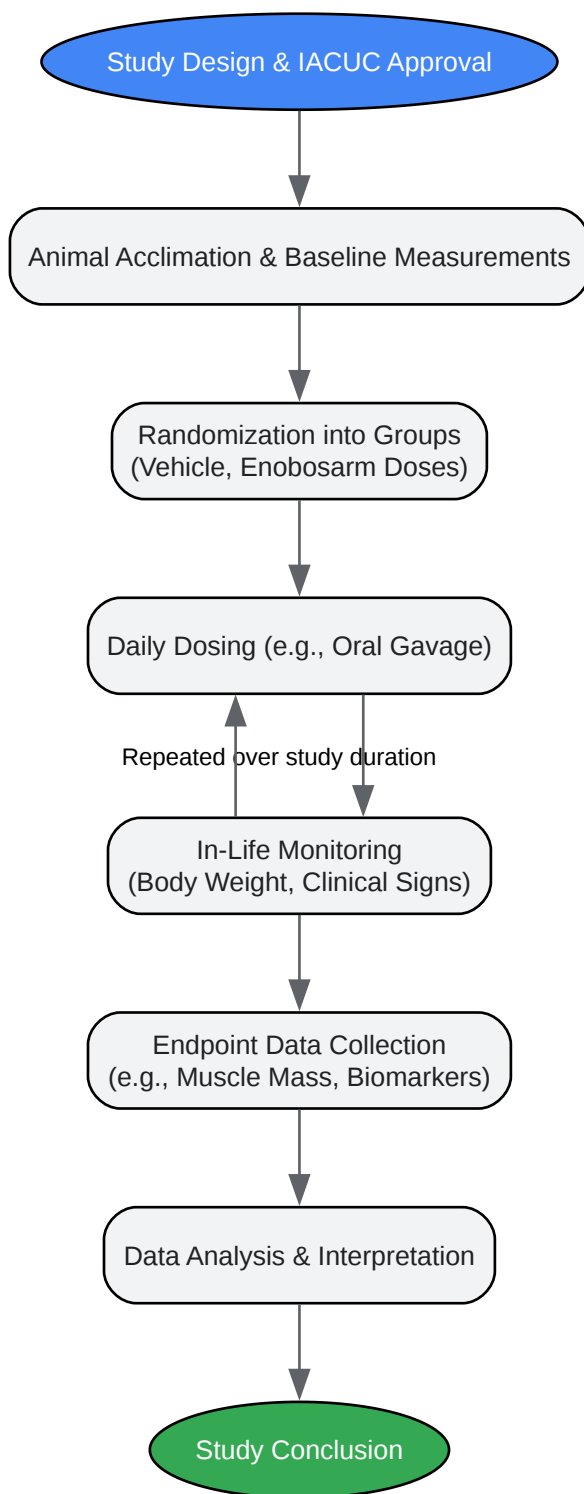 Study Design & IACUC Approval
Animal Acclimation & Baseline Measurements
Randomization into Groups
(Vehicle, Enobosarm Doses)
Daily Dosing (e.g., Oral Gavage)
Repeated over study duration
In-Life Monitoring
(Body Weight, Clinical Signs)
Endpoint Data Collection
(e.g., Muscle Mass, Biomarkers)
Data Analysis & Interpretation
Study Conclusion